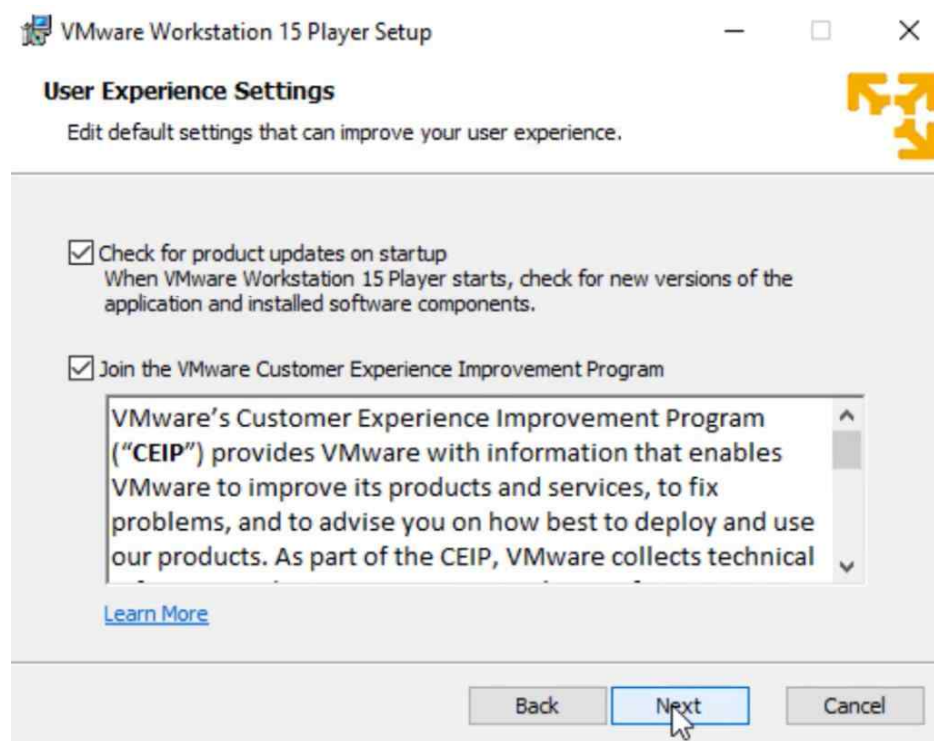 VMware Workstation 15 Player Setup
User Experience Settings
Edit default settings that can improve your user experience.
Check for product updates on startup
When VMware Workstation 15 Player starts, check for new versions of the
application and installed software components.
Join the VMware Customer Experience Improvement Program
VMware's Customer Experience Improvement Program
("CEIP") provides VMware with information that enables
VMware to improve its products and services, to fix
problems, and to advise you on how best to deploy and use
our products. As part of the CEIP, VMware collects technical
Learn More
Back Next Cancel